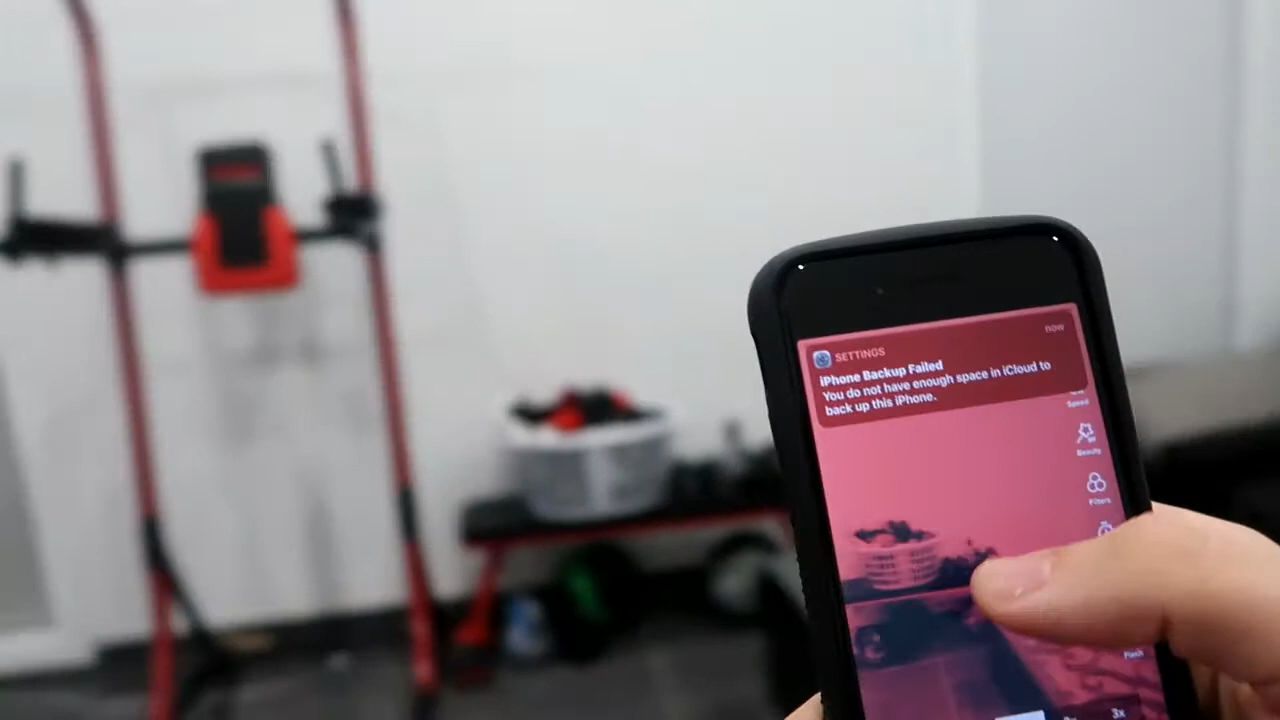 SETTINGS
now
iPhone Backup Failed
You do not have enough space in iCloud to
back up this iPhone.
Speed
Beauty
Filters
Flash
3x